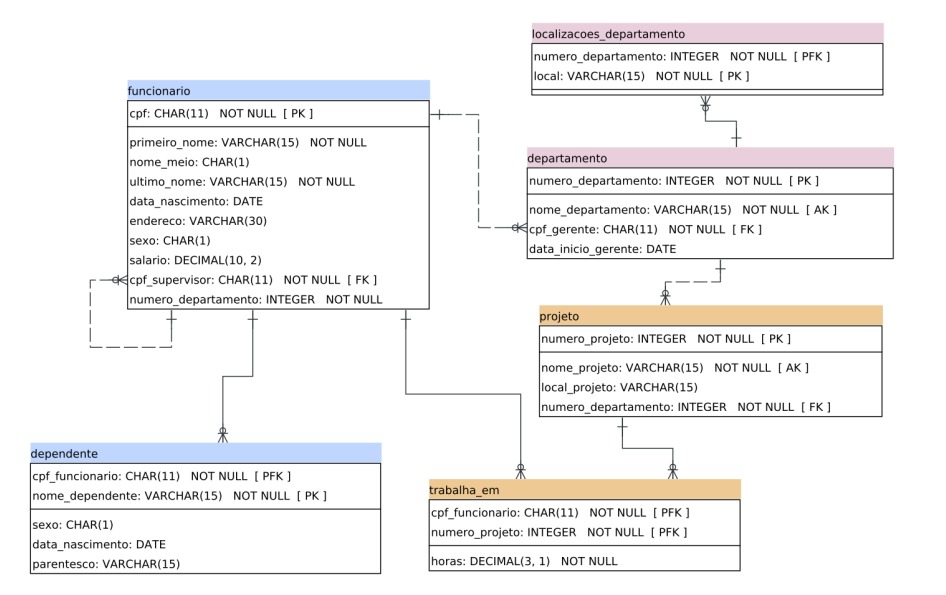 localizacoes_departamento
numero_departamento: INTEGER NOT NULL [ PFK ]
local: VARCHAR(15) NOT NULL [ PK ]
funcionario
cpf: CHAR(11) NOT NULL [ PK ]
primeiro_nome: VARCHAR(15) NOT NULL
nome_meio: CHAR(1)
ultimo_nome: VARCHAR(15) NOT NULL
data_nascimento: DATE
endereco: VARCHAR(30)
sexo: CHAR(1)
salario: DECIMAL(10, 2)
cpf_supervisor: CHAR(11) NOT NULL [ FK ]
numero_departamento: INTEGER NOT NULL
departamento
numero_departamento: INTEGER NOT NULL [ PK ]
nome_departamento: VARCHAR(15) NOT NULL [ AK ]
cpf_gerente: CHAR(11) NOT NULL [ FK ]
data_inicio_gerente: DATE
projeto
numero_projeto: INTEGER NOT NULL [ PK ]
nome_projeto: VARCHAR(15) NOT NULL [ AK ]
local_projeto: VARCHAR(15)
numero_departamento: INTEGER NOT NULL [ FK ]
dependente
cpf_funcionario: CHAR(11) NOT NULL [ PFK ]
nome_dependente: VARCHAR(15) NOT NULL [ PK ]
sexo: CHAR(1)
data_nascimento: DATE
parentesco: VARCHAR(15)
trabalha_em
cpf_funcionario: CHAR(11) NOT NULL [ PFK ]
numero_projeto: INTEGER NOT NULL [ PFK ]
horas: DECIMAL(3, 1) NOT NULL